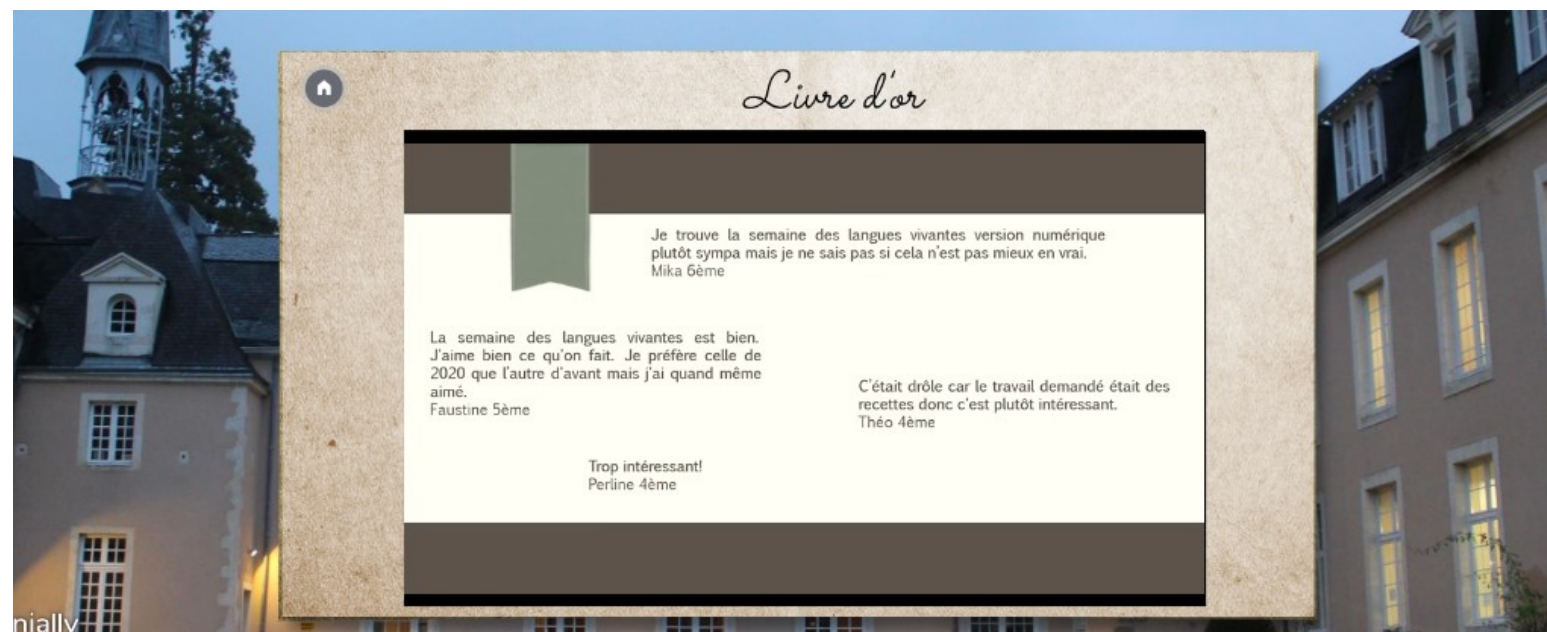 Livre d'or
Je trouve la semaine des langues vivantes version numérique
plutôt sympa mais je ne sais pas si cela n'est pas mieux en vrai.
Mika 6ème
La semaine des langues vivantes est bien.
J'aime bien ce qu'on fait. Je préfère celle de
2020 que l'autre d'avant mais j'ai quand même
aimé.
Faustine 5ème
C'était drôle car le travail demandé était des
recettes donc c'est plutôt intéressant.
Théo 4ème
Trop intéressant!
Perline 4ème
nially